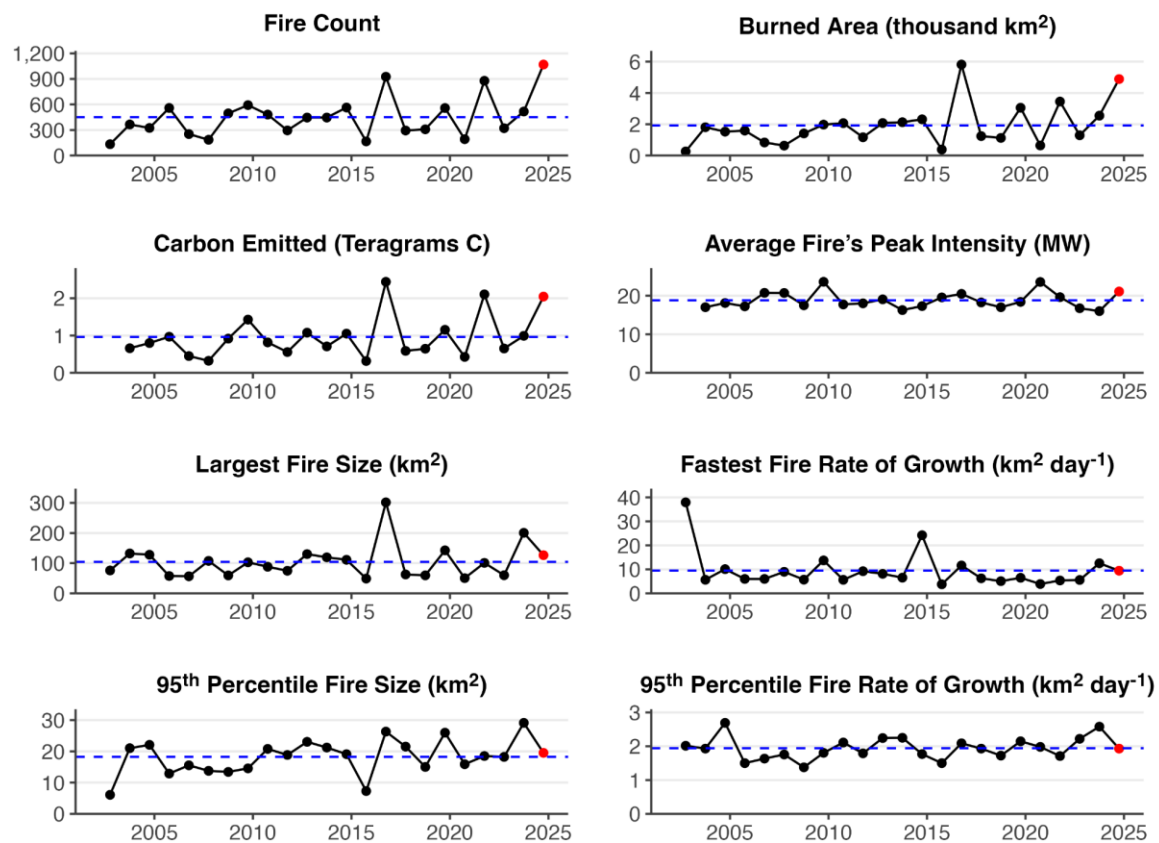 Fire Count
1,200
900
600
300
0
2005 2010 2015 2020 2025
Burned Area (thousand km²)
6
4
2
0
2005 2010 2015 2020 2025
Carbon Emitted (Teragrams C)
2
1
0
2005 2010 2015 2020 2025
Average Fire’s Peak Intensity (MW)
20
10
0
2005 2010 2015 2020 2025
Largest Fire Size (km²)
300
200
100
0
2005 2010 2015 2020 2025
Fastest Fire Rate of Growth (km² day⁻¹)
40
30
20
10
0
2005 2010 2015 2020 2025
95ᵗʰ Percentile Fire Size (km²)
30
20
10
0
2005 2010 2015 2020 2025
95ᵗʰ Percentile Fire Rate of Growth (km² day⁻¹)
3
2
1
0
2005 2010 2015 2020 2025